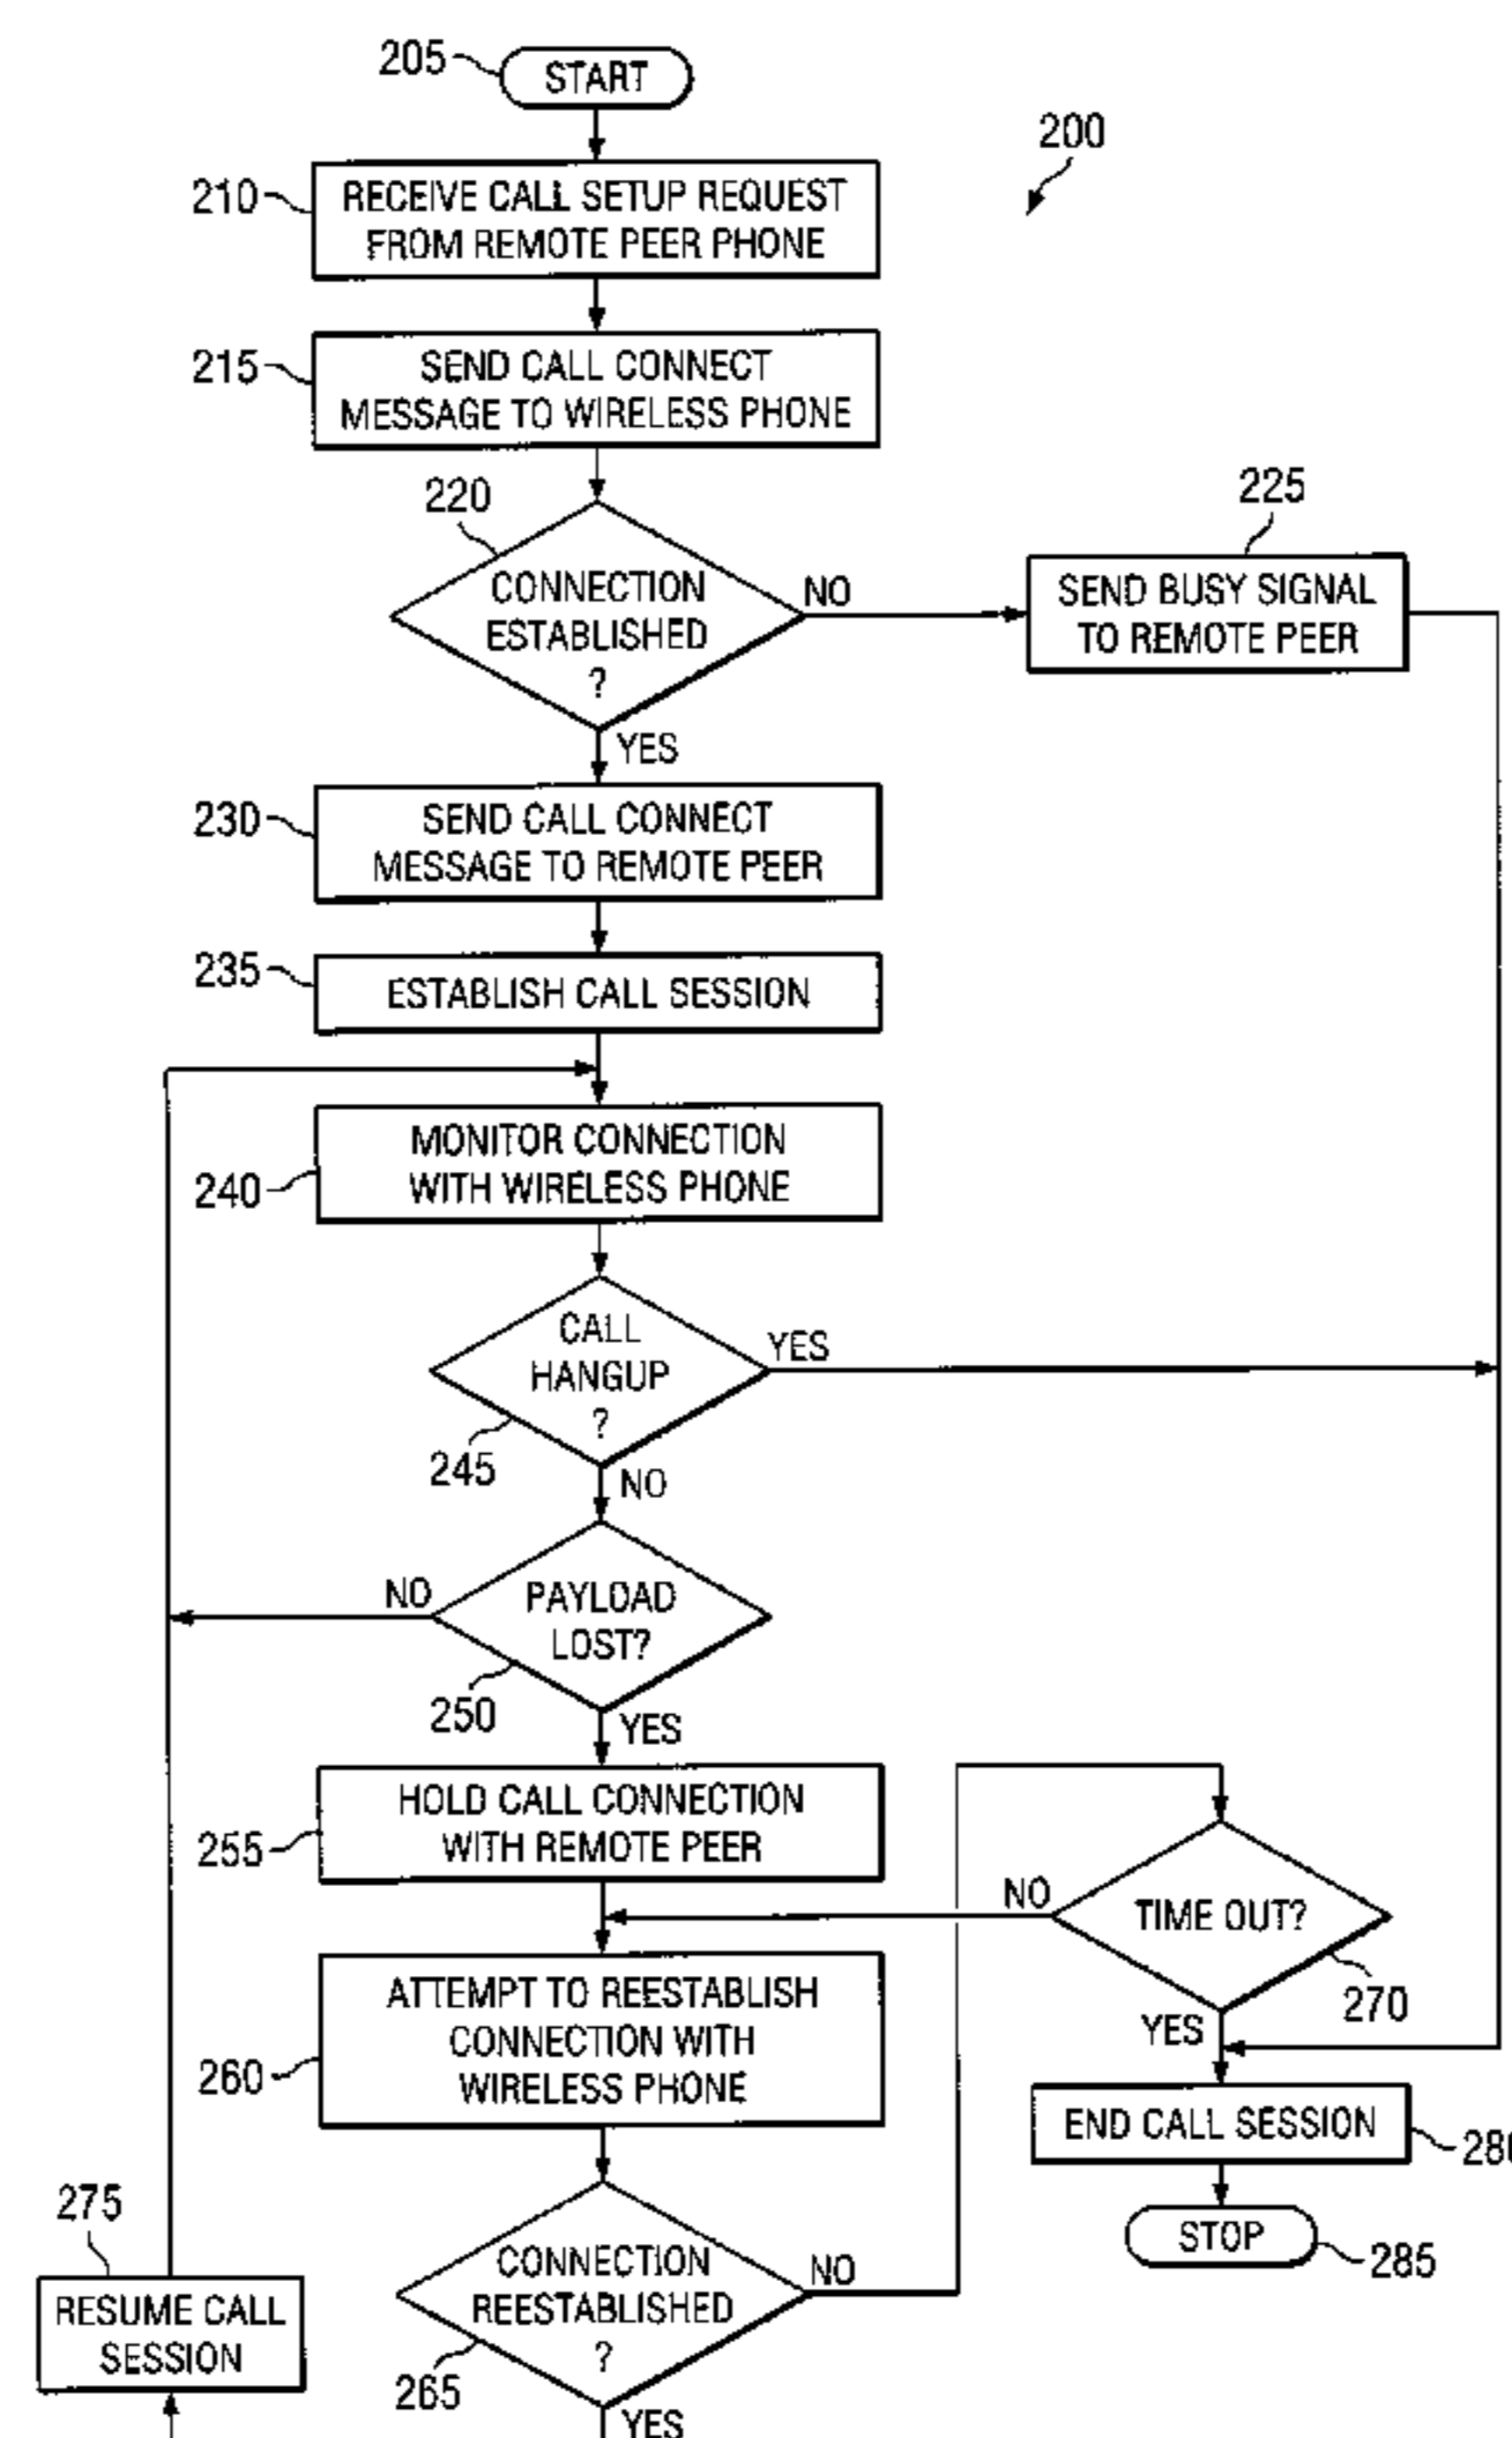 205
START
200
210
RECEIVE CALL SETUP REQUEST
FROM REMOTE PEER PHONE
215
SEND CALL CONNECT
MESSAGE TO WIRELESS PHONE
220
CONNECTION
ESTABLISHED
?
NO
225
SEND BUSY SIGNAL
TO REMOTE PEER
YES
230
SEND CALL CONNECT
MESSAGE TO REMOTE PEER
235
ESTABLISH CALL SESSION
240
MONITOR CONNECTION
WITH WIRELESS PHONE
CALL
HANGUP
?
YES
245
NO
NO
PAYLOAD
LOST?
250
YES
255
HOLD CALL CONNECTION
WITH REMOTE PEER
NO
TIME OUT?
270
YES
260
ATTEMPT TO REESTABLISH
CONNECTION WITH
WIRELESS PHONE
END CALL SESSION
STOP
285
275
RESUME CALL
SESSION
CONNECTION
REESTABLISHED
?
NO
265
YES